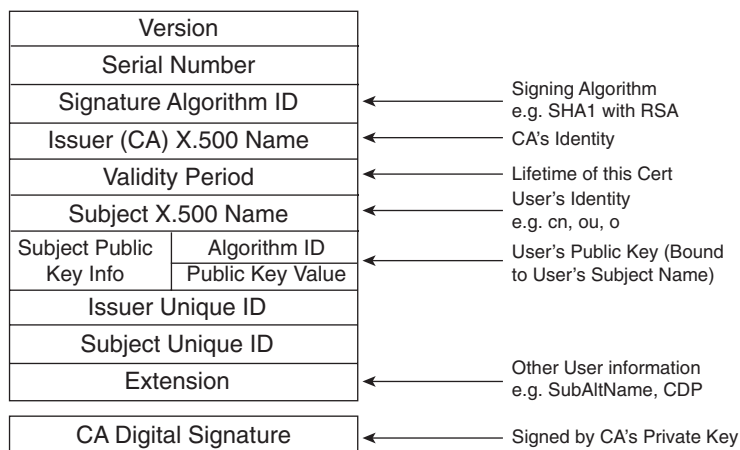 Version
Serial Number
Signature Algorithm ID
Signing Algorithm
e.g. SHA1 with RSA
Issuer (CA) X.500 Name
CA's Identity
Validity Period
Lifetime of this Cert
Subject X.500 Name
User's Identity
e.g. cn, ou, o
Subject Public
Key Info
Algorithm ID
Public Key Value
User's Public Key (Bound
to User's Subject Name)
Issuer Unique ID
Subject Unique ID
Extension
Other User information
e.g. SubAltName, CDP
CA Digital Signature
Signed by CA's Private Key